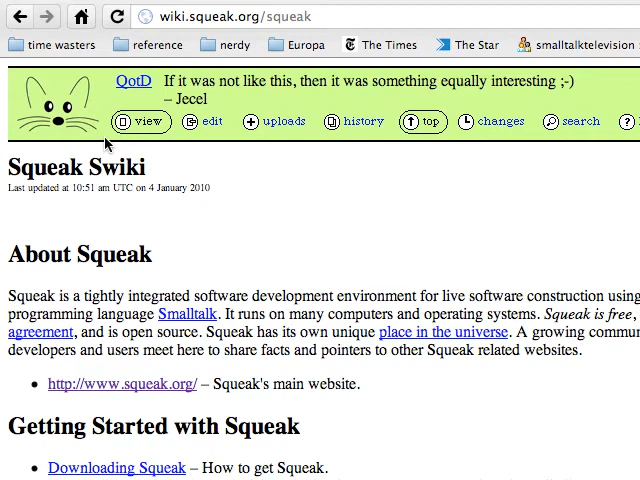 wiki.squeak.org/squeak
time wasters reference nerdy Europa The Times The Star smalltalktelevision
QotD If it was not like this, then it was something equally interesting ;-)
– Jecel
view edit uploads history top changes search
Squeak Swiki
Last updated at 10:51 am UTC on 4 January 2010
About Squeak
Squeak is a tightly integrated software development environment for live software construction using
programming language Smalltalk. It runs on many computers and operating systems. Squeak is free,
agreement, and is open source. Squeak has its own unique place in the universe. A growing commun
developers and users meet here to share facts and pointers to other Squeak related websites.
• http://www.squeak.org/ – Squeak's main website.
Getting Started with Squeak
• Downloading Squeak – How to get Squeak.